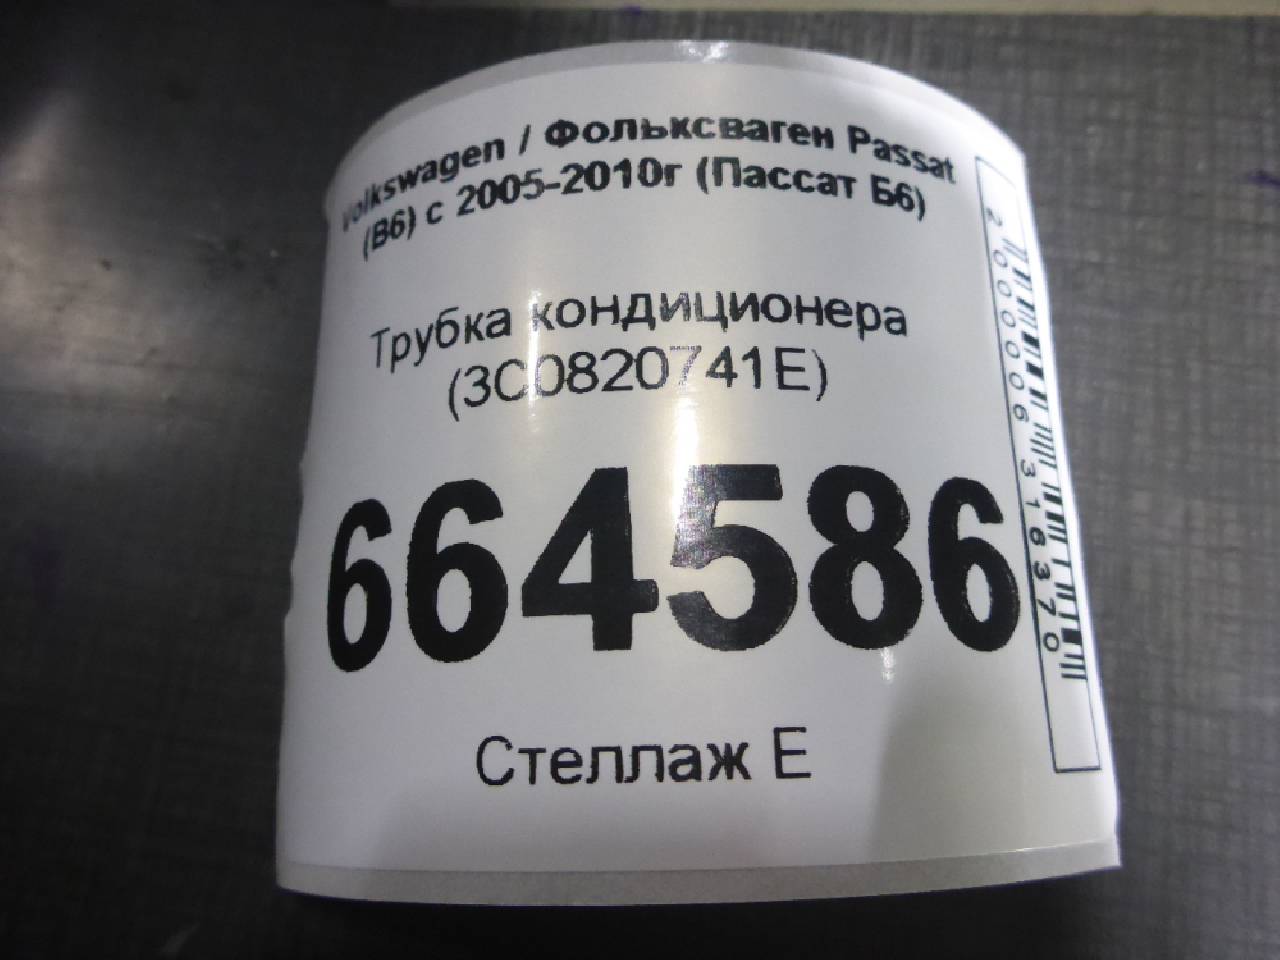 Volkswagen / Фольксваген Passat
(B6) с 2005-2010г (Пассат Б6)
Трубка кондиционера
(3C0820741E)
664586
Стеллаж Е
2000006316370